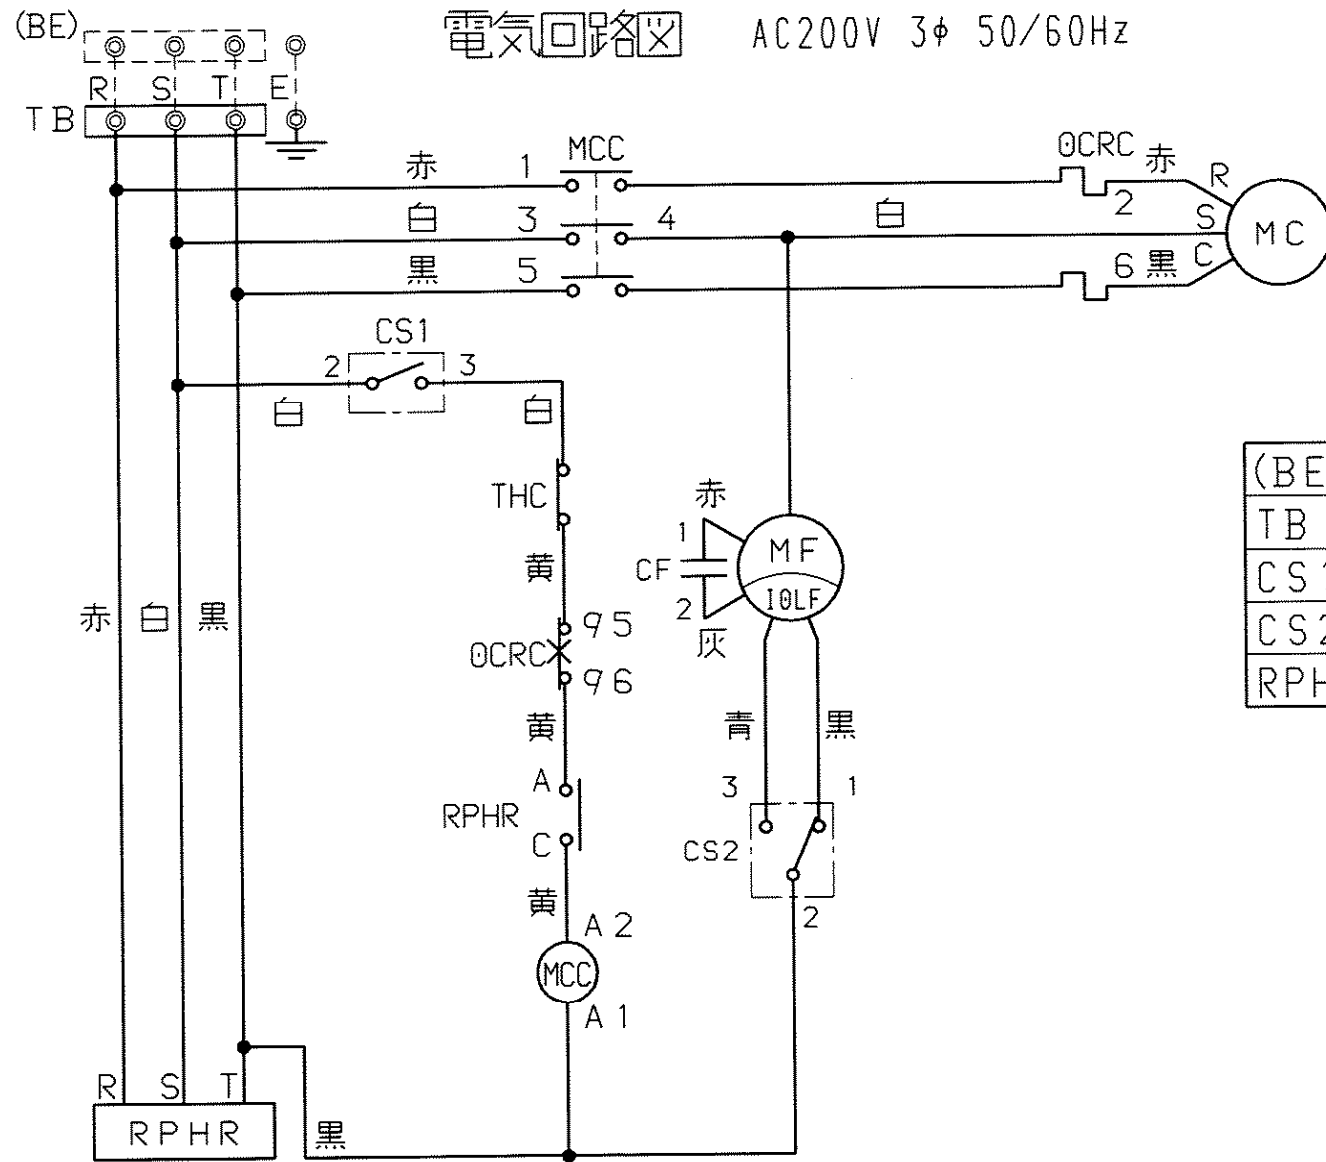 (BE)
電気回路図 AC200V 3φ 50/60Hz
R S T E
TB
赤 1 MCC OCRC 赤 R
白 3 4 白 2 S
黒 5 6 黒 C
MC
CS1
2 3
白 白
THC
黄
赤
1
CF
2
灰
MF
IOLF
(BE
TB
CS1
CS2
RPH
赤 白 黒
OCRC 95
96
黄
青 黒
A
RPHR
C
黄
3 1
CS2
2
A2
MCC
A1
R S T
RPHR
黒